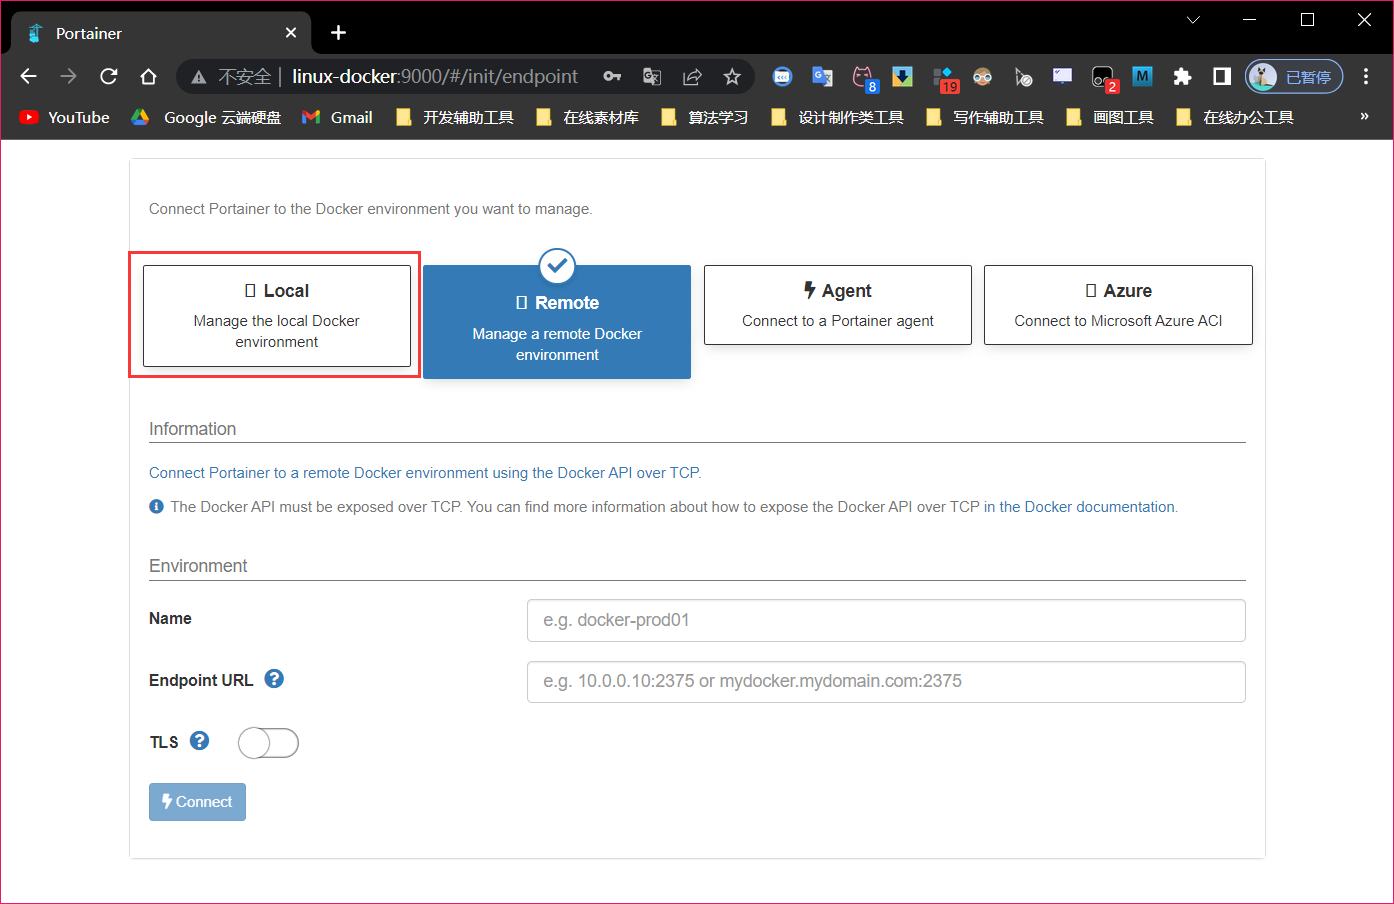 Portainer
不安全 linux-docker:9000/#/init/endpoint
8
19
2
M
已暂停
YouTube
Google 云端硬盘
Gmail
开发辅助工具
在线素材库
算法学习
设计制作类工具
写作辅助工具
画图工具
在线办公工具
»
Connect Portainer to the Docker environment you want to manage.
Local
Manage the local Docker
environment
Remote
Manage a remote Docker
environment
Agent
Connect to a Portainer agent
Azure
Connect to Microsoft Azure ACI
Information
Connect Portainer to a remote Docker environment using the Docker API over TCP.
The Docker API must be exposed over TCP. You can find more information about how to expose the Docker API over TCP in the Docker documentation.
Environment
Name
e.g. docker-prod01
Endpoint URL
e.g. 10.0.0.10:2375 or mydocker.mydomain.com:2375
TLS
Connect